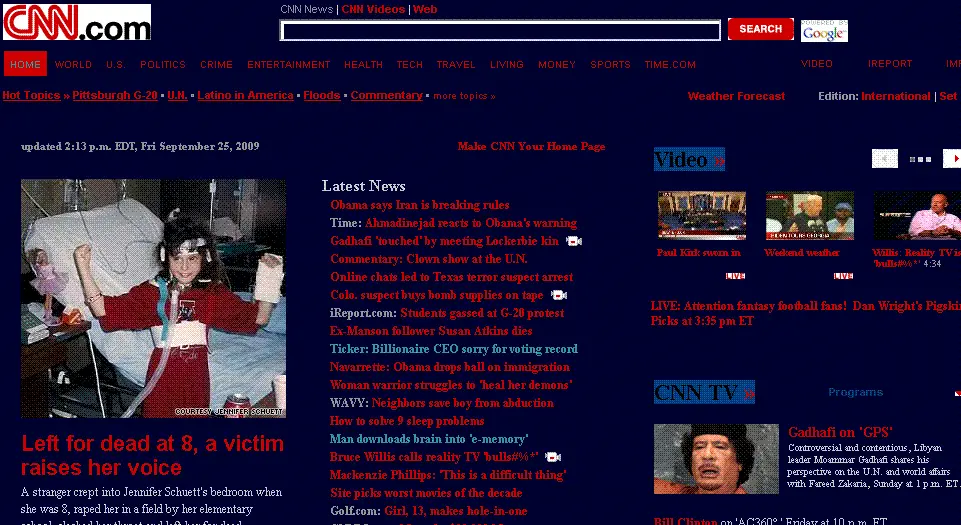 CNN.com
CNN News | CNN Videos | Web
SEARCH
POWERED BY Google
HOME WORLD U.S. POLITICS CRIME ENTERTAINMENT HEALTH TECH TRAVEL LIVING MONEY SPORTS TIME.COM VIDEO IREPORT
Hot Topics » Pittsburgh G-20 • U.N. • Latino in America • Floods • Commentary • more topics »
Weather Forecast Edition: International | Set
updated 2:13 p.m. EDT, Fri September 25, 2009
Make CNN Your Home Page
COURTESY JENNIFER SCHUETT
Left for dead at 8, a victim
raises her voice
A stranger crept into Jennifer Schuett's bedroom when
she was 8, raped her in a field by her elementary
Latest News
Obama says Iran is breaking rules
Time: Ahmadinejad reacts to Obama's warning
Gadhafi 'touched' by meeting Lockerbie kin
Commentary: Clown show at the U.N.
Online chats led to Texas terror suspect arrest
Colo. suspect buys bomb supplies on tape
iReport.com: Students gassed at G-20 protest
Ex-Manson follower Susan Atkins dies
Ticker: Billionaire CEO sorry for voting record
Navarrette: Obama drops ball on immigration
Woman warrior struggles to 'heal her demons'
WAVY: Neighbors save boy from abduction
How to solve 9 sleep problems
Man downloads brain into 'e-memory'
Bruce Willis calls reality TV 'bulls#%*'
Mackenzie Phillips: 'This is a difficult thing'
Site picks worst movies of the decade
Golf.com: Girl, 13, makes hole-in-one
Video »
Paul Kirk sworn in
LIVE
Weekend weather
LIVE
Willis: Reality TV is
'bulls#%*' 4:34
LIVE: Attention fantasy football fans! Dan Wright's Pigskin
Picks at 3:35 pm ET
CNN TV »
Programs
Gadhafi on 'GPS'
Controversial and contentious, Libyan
leader Moammar Gadhafi shares his
perspective on the U.N. and world affairs
with Fareed Zakaria, Sunday at 1 p.m. ET.
Bill Clinton on 'AC360°,' Friday at 10 p.m. ET